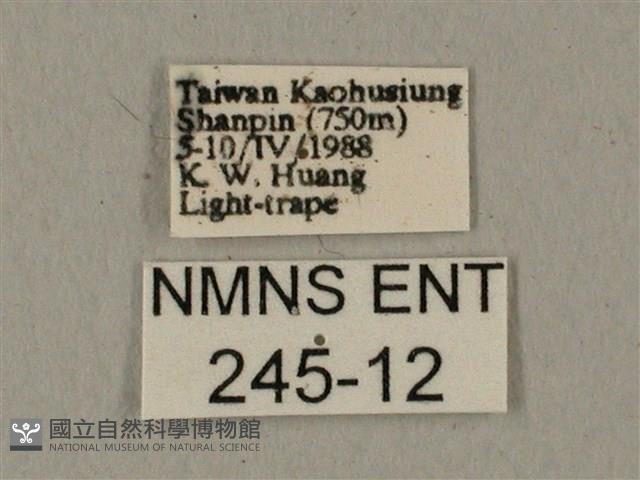 Taiwan Kaohusiung
Shanpin (750m)
5-10/IV/1988
K. W. Huang
Light-trape
NMNS ENT
245-12
國立自然科學博物館
NATIONAL MUSEUM OF NATURAL SCIENCE